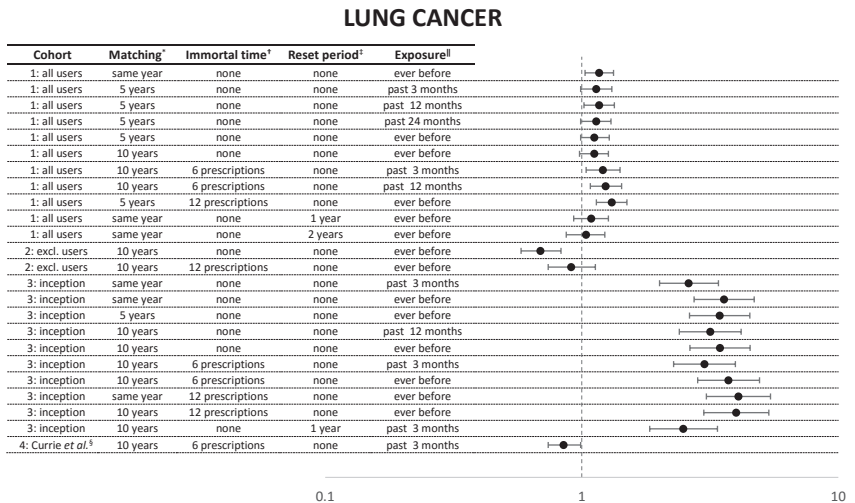 LUNG CANCER
Cohort Matching* Immortal time† Reset period‡ Exposure‖
1: all users same year none none ever before
1: all users 5 years none none past 3 months
1: all users 5 years none none past 12 months
1: all users 5 years none none past 24 months
1: all users 5 years none none ever before
1: all users 10 years none none ever before
1: all users 10 years 6 prescriptions none past 3 months
1: all users 10 years 6 prescriptions none past 12 months
1: all users 5 years 12 prescriptions none ever before
1: all users same year none 1 year ever before
1: all users same year none 2 years ever before
2: excl. users 10 years none none ever before
2: excl. users 10 years 12 prescriptions none ever before
3: inception same year none none past 3 months
3: inception same year none none ever before
3: inception 5 years none none ever before
3: inception 10 years none none past 12 months
3: inception 10 years none none ever before
3: inception 10 years 6 prescriptions none past 3 months
3: inception 10 years 6 prescriptions none ever before
3: inception same year 12 prescriptions none ever before
3: inception 10 years 12 prescriptions none ever before
3: inception 10 years none 1 year past 3 months
4: Currie et al.§ 10 years 6 prescriptions none past 3 months
0.1 1 10